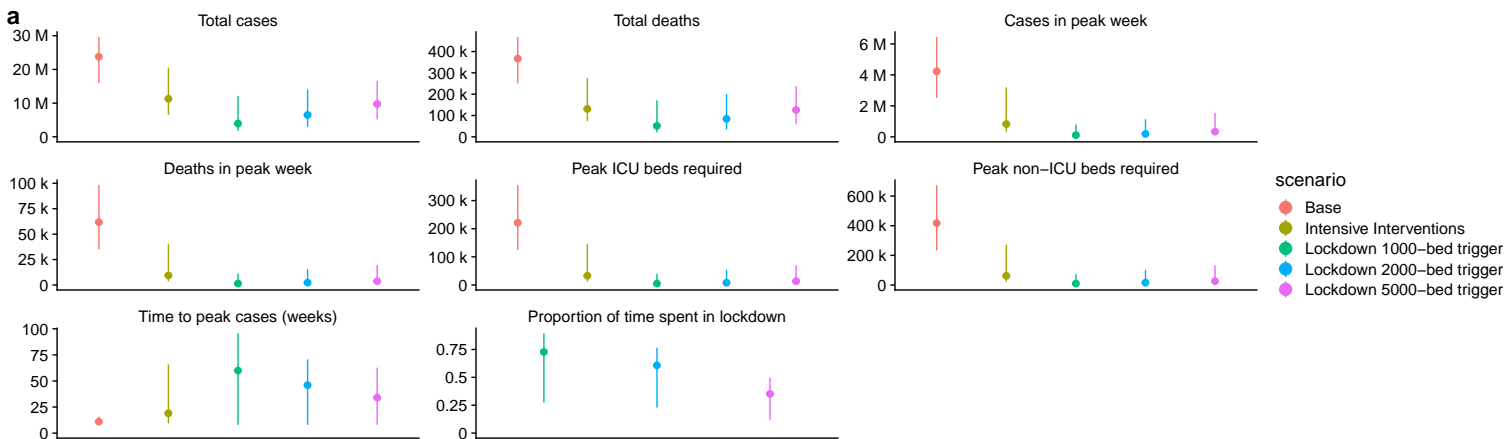 a
Total cases
30 M
20 M
10 M
0
Total deaths
400 k
300 k
200 k
100 k
0
Cases in peak week
6 M
4 M
2 M
0
Deaths in peak week
100 k
75 k
50 k
25 k
0
Peak ICU beds required
300 k
200 k
100 k
0
Peak non−ICU beds required
600 k
400 k
200 k
0
Time to peak cases (weeks)
100
75
50
25
0
Proportion of time spent in lockdown
0.75
0.5
0.25
0
scenario
Base
Intensive Interventions
Lockdown 1000−bed trigger
Lockdown 2000−bed trigger
Lockdown 5000−bed trigger